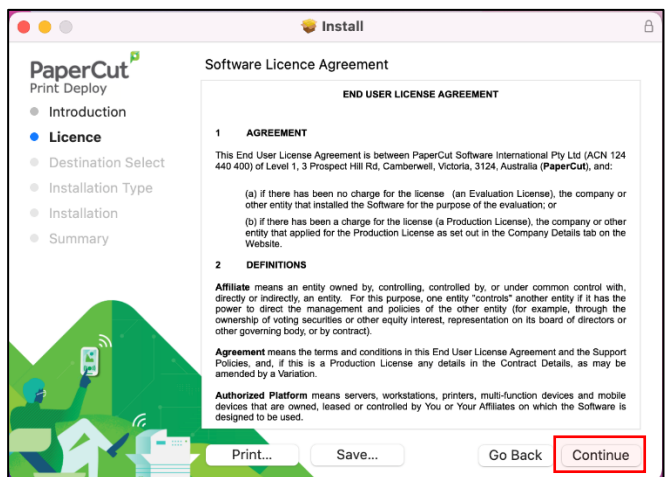 Install
PaperCut
Print Deploy
Introduction
Licence
Destination Select
Installation Type
Installation
Summary
Software Licence Agreement
END USER LICENSE AGREEMENT
1 AGREEMENT
This End User License Agreement is between PaperCut Software International Pty Ltd (ACN 124
440 400) of Level 1, 3 Prospect Hill Rd, Camberwell, Victoria, 3124, Australia (PaperCut), and:
(a) if there has been no charge for the license (an Evaluation License), the company or
other entity that installed the Software for the purpose of the evaluation; or
(b) if there has been a charge for the license (a Production License), the company or other
entity that applied for the Production License as set out in the Company Details tab on the
Website.
2 DEFINITIONS
Affiliate means an entity owned by, controlling, controlled by, or under common control with,
directly or indirectly, an entity. For this purpose, one entity "controls" another entity if it has the
power to direct the management and policies of the other entity (for example, through the
ownership of voting securities or other equity interest, representation on its board of directors or
other governing body, or by contract).
Agreement means the terms and conditions in this End User License Agreement and the Support
Policies, and, if this is a Production License any details in the Contract Details, as may be
amended by a Variation.
Authorized Platform means servers, workstations, printers, multi-function devices and mobile
devices that are owned, leased or controlled by You or Your Affiliates on which the Software is
designed to be used.
Print...
Save...
Go Back
Continue